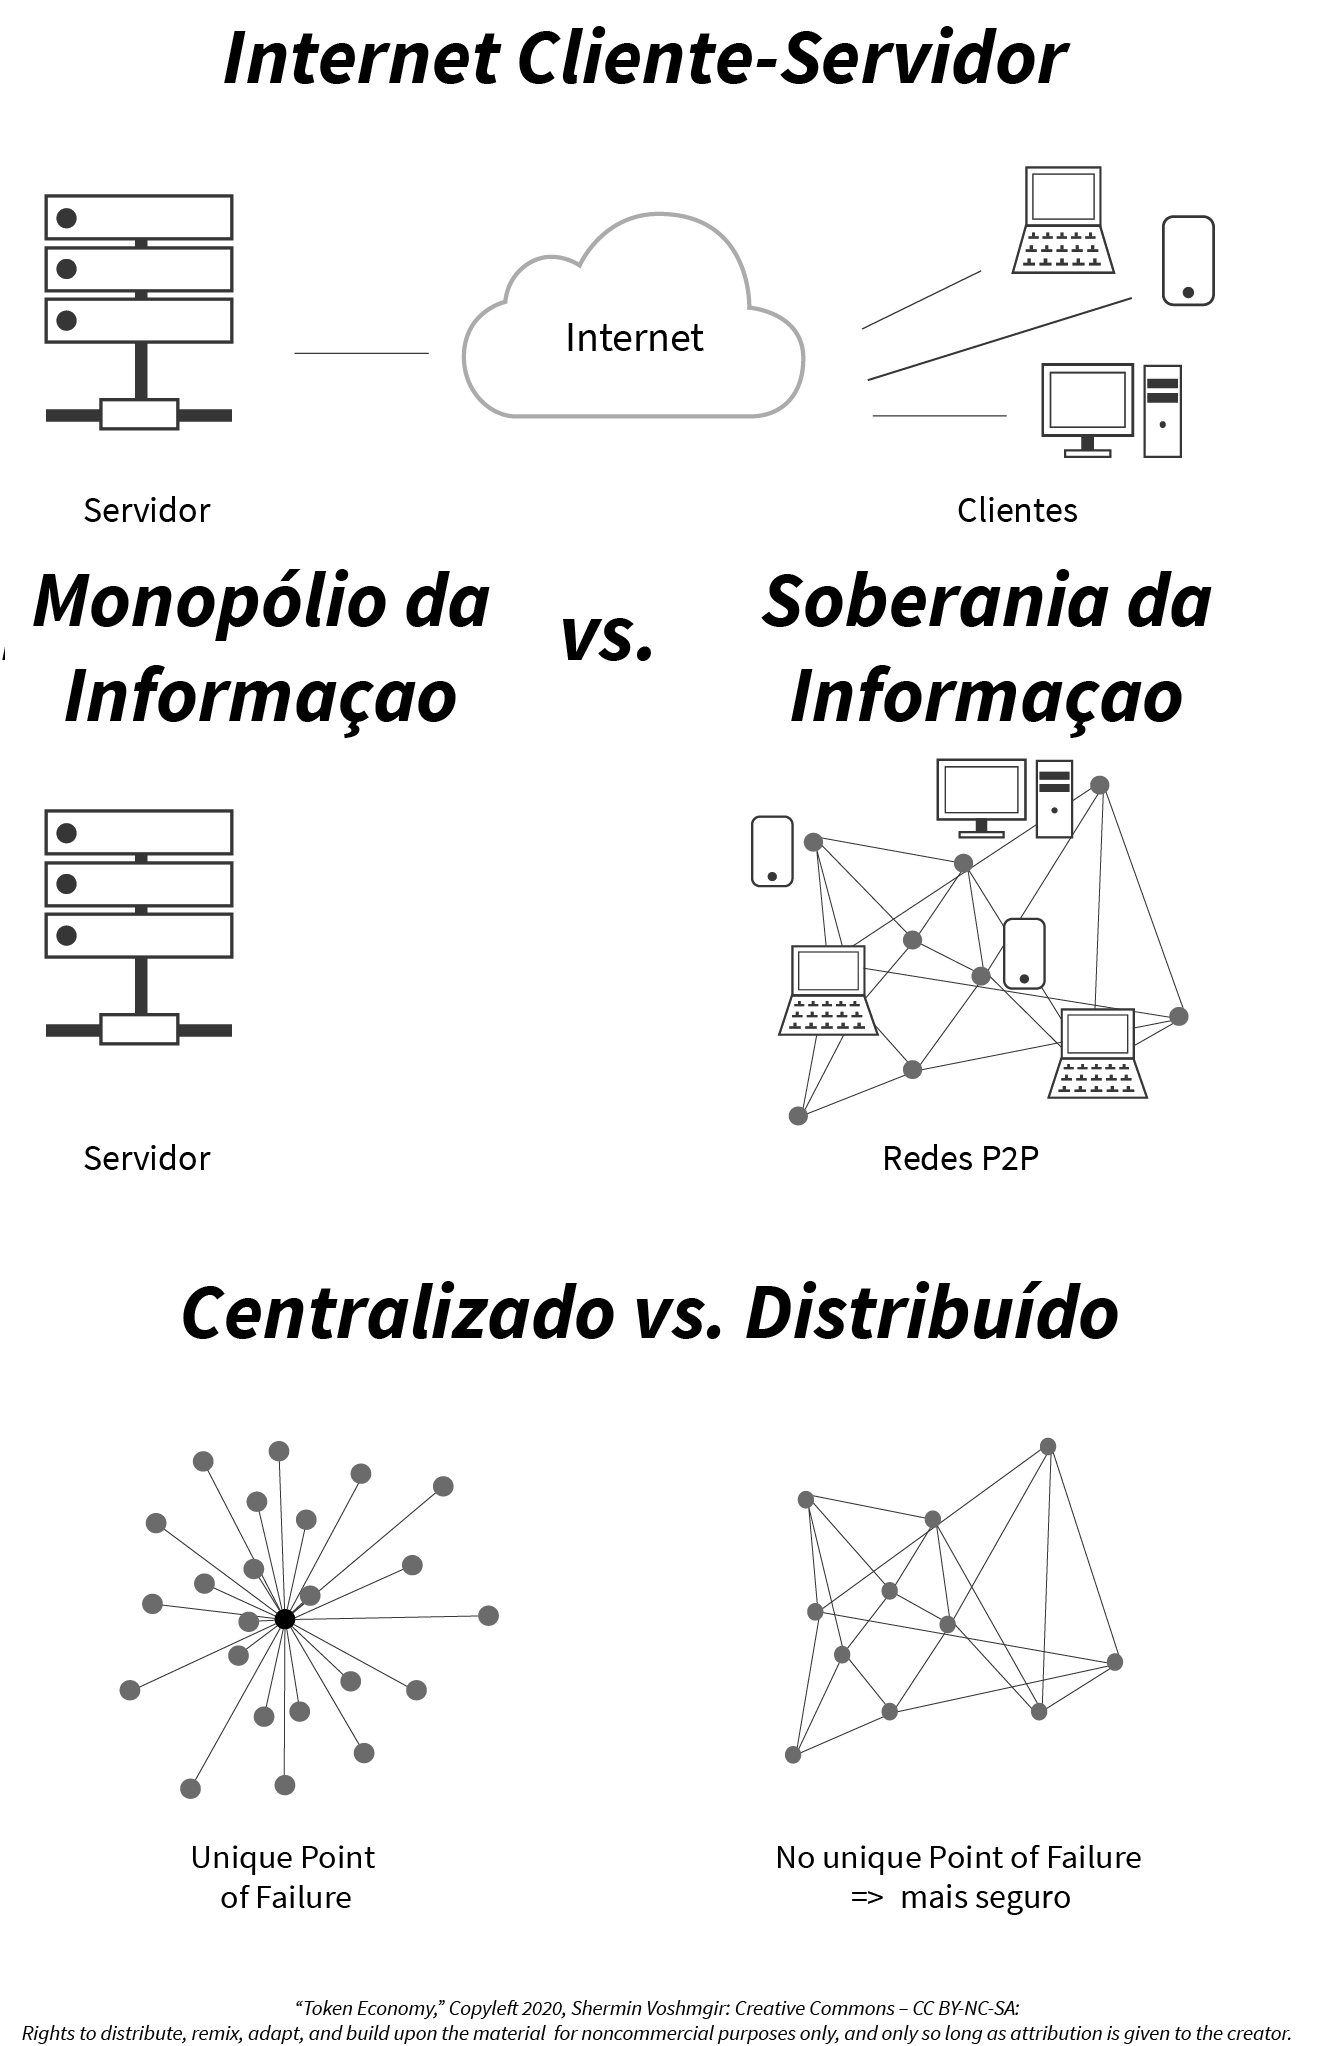 Internet Cliente-Servidor
Internet
Servidor
Clientes
Monopólio da
Informaçao
vs.
Soberania da
Informaçao
Servidor
Redes P2P
Centralizado vs. Distribuído
Unique Point
of Failure
No unique Point of Failure
=> mais seguro
“Token Economy,” Copyleft 2020, Shermin Voshmgir: Creative Commons – CC BY-NC-SA:
Rights to distribute, remix, adapt, and build upon the material for noncommercial purposes only, and only so long as attribution is given to the creator.